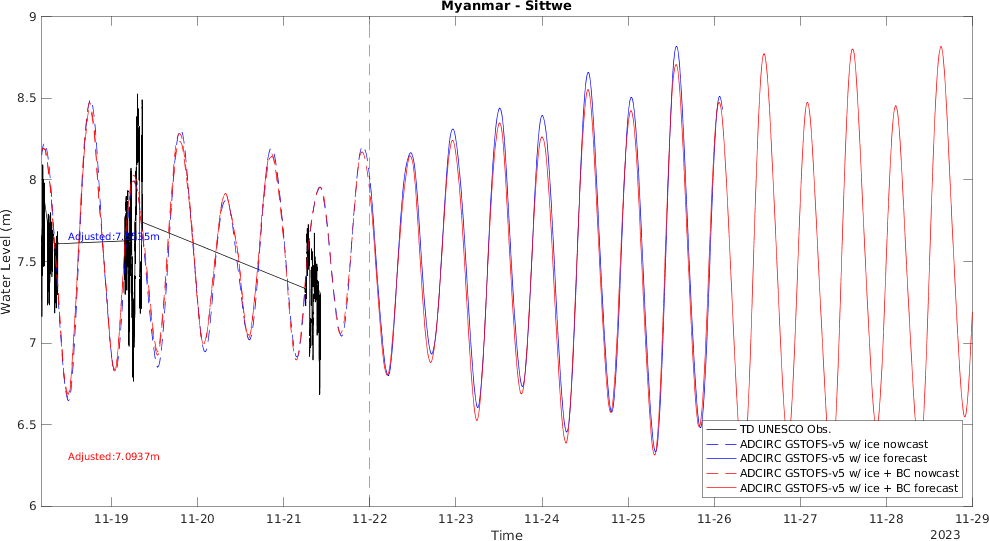 Myanmar - Sittwe
9
8.5
8
7.5
7
6.5
6
Water Level (m)
Adjusted:7.0937m
11-19
11-20
11-21
11-22
11-23
11-24
11-25
11-26
11-27
11-28
11-29
Time
2023
TD UNESCO Obs.
ADCIRC GSTOFS-v5 w/ ice nowcast
ADCIRC GSTOFS-v5 w/ ice forecast
ADCIRC GSTOFS-v5 w/ ice + BC nowcast
ADCIRC GSTOFS-v5 w/ ice + BC forecast